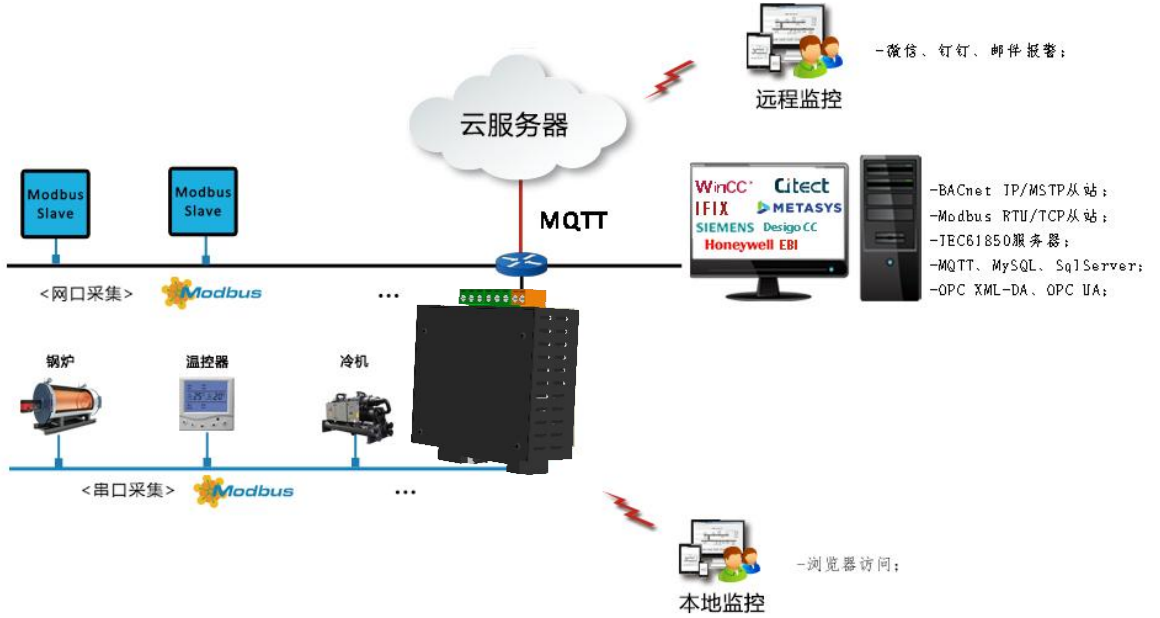 -微信、钉钉、邮件报警;
远程监控
云服务器
MQTT
Modbus
Slave
Modbus
Slave
WinCC
Citect
IFIX
METASYS
SIEMENS Desigo CC
Honeywell EBI
-BACnet IP/MSTP从站;
-Modbus RTU/TCP从站;
-IEC61850服务器;
-MQTT、MySQL、SqlServer;
-OPC XML-DA、OPC UA;
<网口采集>
Modbus
...
锅炉
温控器
冷机
25° 20°
<串口采集>
Modbus
...
-浏览器访问;
本地监控